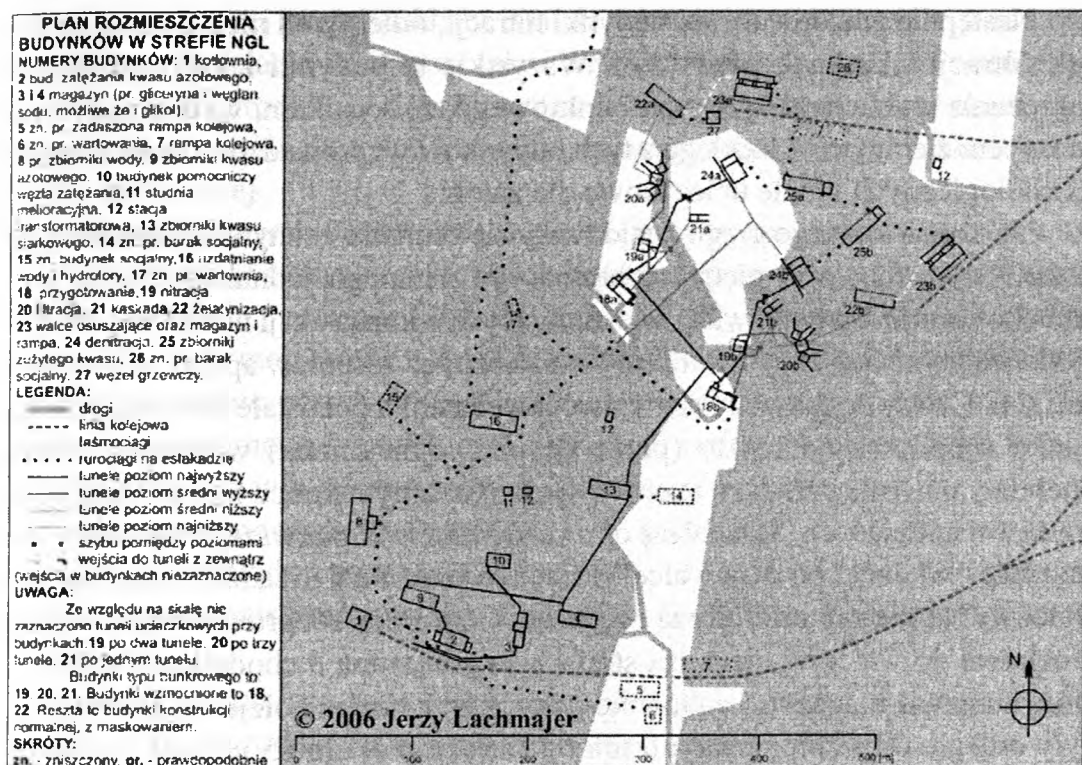 PLAN ROZMIESZCZENIA
BUDYNKÓW W STREFIE NGL
NUMERY BUDYNKÓW: 1 kotłownia,
2 bud. zatężania kwasu azotowego,
3 i 4 magazyn (pr. gliceryna i węglan
sodu, możliwe że i glikol),
5 zn. pr. zadaszona rampa kolejowa,
6 zn. pr. wartownia, 7 rampa kolejowa,
8 pr. zbiorniki wody, 9 zbiorniki kwasu
azotowego, 10 budynek pomocniczy
węzła zatężania, 11 studnia
melioracyjna, 12 stacja
transformatorowa, 13 zbiorniki kwasu
siarkowego, 14 zn. pr. barak socjalny,
15 zn. budynek socjalny, 16 uzdatnianie
wody i hydrofory, 17 zn. pr. wartownia,
18 przygotowanie, 19 nitracja,
20 filtracja, 21 kaskada, 22 żelatynizacja,
23 walce osuszające oraz magazyn i
rampa, 24 denitracja, 25 zbiorniki
zużytego kwasu, 26 zn. pr. barak
socjalny, 27 węzeł grzewczy.
LEGENDA:
drogi
linia kolejowa
taśmociągi
rurociągi na estakadzie
tunele poziom najwyższy
tunele poziom średni wyższy
tunele poziom średni niższy
tunele poziom najniższy
szyby pomiędzy poziomami
wejścia do tuneli z zewnątrz
(wejścia w budynkach niezaznaczone)
UWAGA:
Ze względu na skalę nie
zaznaczono tuneli ucieczkowych przy
budynkach: 19 po dwa tunele, 20 po trzy
tunele, 21 po jednym tunelu.
Budynki typu bunkrowego to
19, 20, 21. Budynki wzmocnione to 18,
22. Reszta to budynki konstrukcji
normalnej, z maskowaniem.
SKRÓTY:
zn. - zniszczony, pr. - prawdopodobnie
26
22a
23a
27
7
12
24a
20a
25a
21a
25b
19a
24b
23b
18a
22b
21b
17
19b
20b
15
18b
16
12
13
14
11
12
8
10
9
4
1
2
3
7
5
6
N
© 2006 Jerzy Lachmajer
0
100
200
300
400
500 m